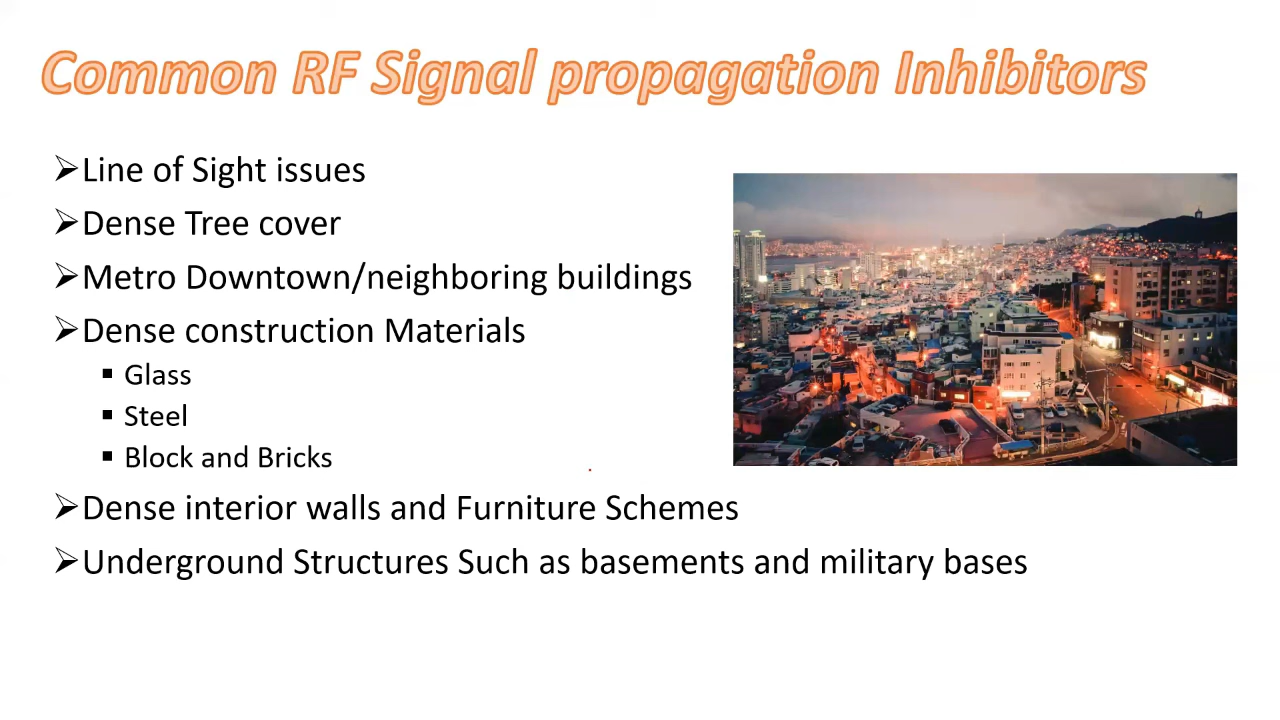 Common RF Signal propagation Inhibitors
Line of Sight issues
Dense Tree cover
Metro Downtown/neighboring buildings
Dense construction Materials
Glass
Steel
Block and Bricks
Dense interior walls and Furniture Schemes
Underground Structures Such as basements and military bases